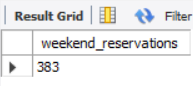 Result Grid Filter
weekend_reservations
383